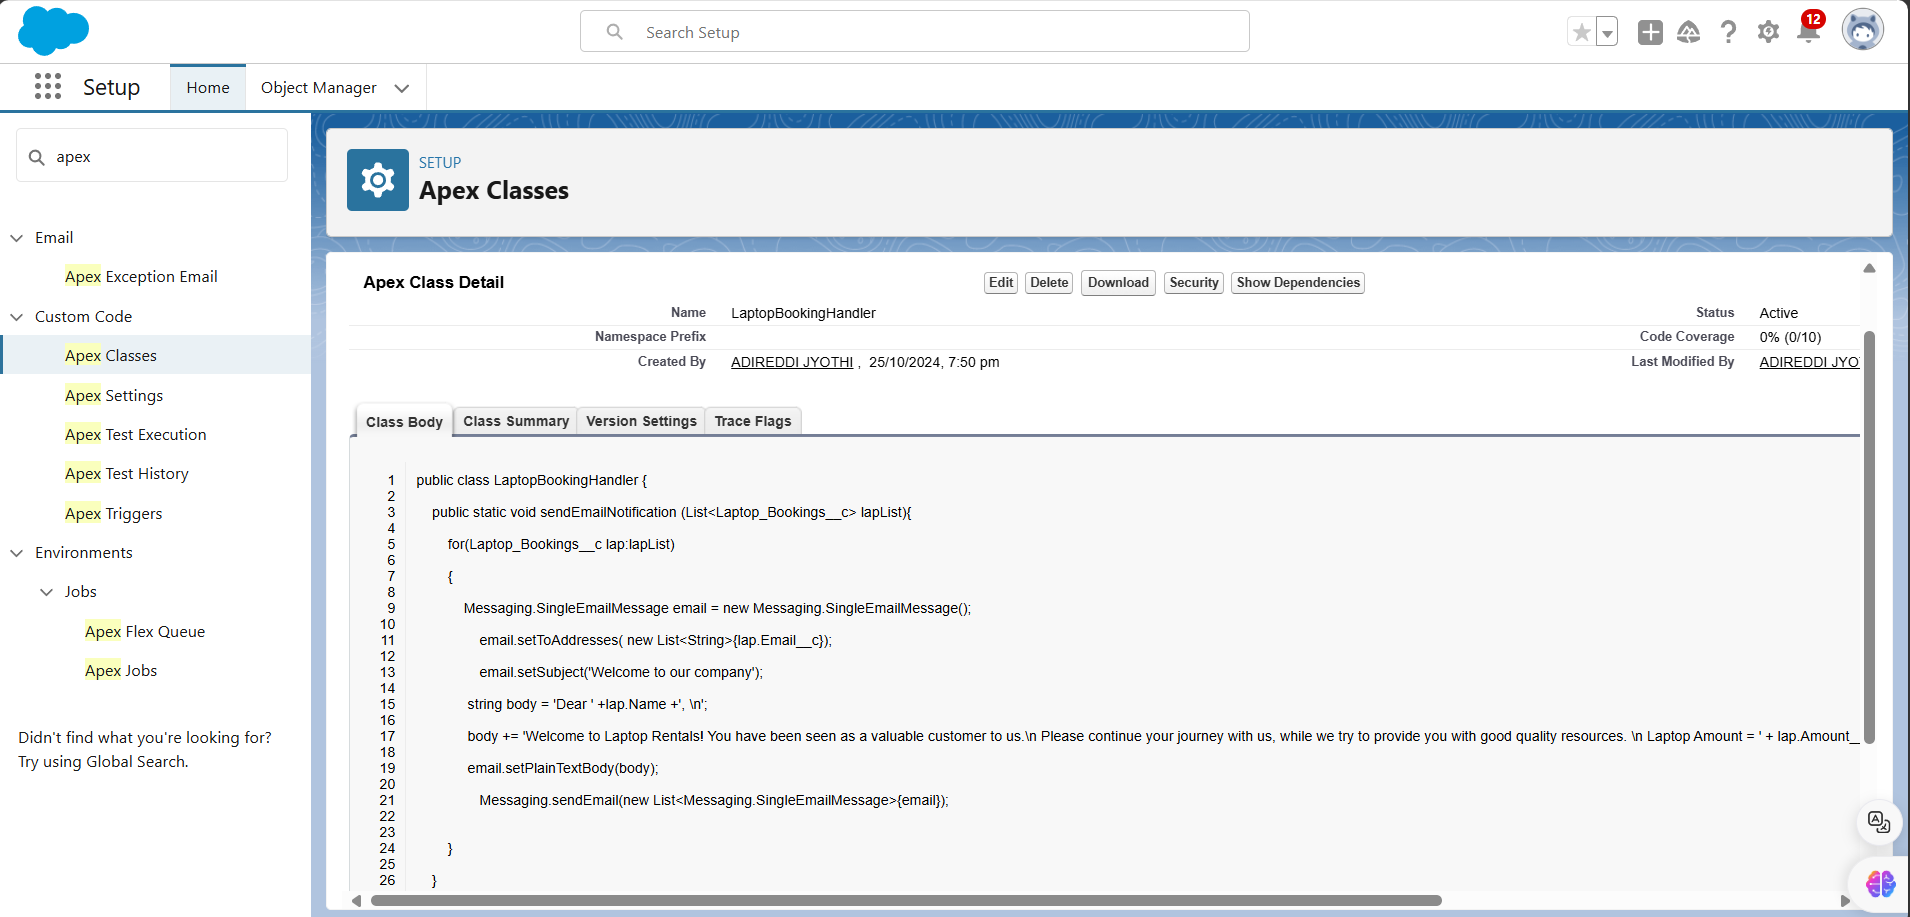 Search Setup
12
Setup
Home
Object Manager
apex
Email
Apex Exception Email
Custom Code
Apex Classes
Apex Settings
Apex Test Execution
Apex Test History
Apex Triggers
Environments
Jobs
Apex Flex Queue
Apex Jobs
Didn't find what you're looking for?
Try using Global Search.
SETUP
Apex Classes
Apex Class Detail
Edit Delete Download Security Show Dependencies
Name LaptopBookingHandler Status Active
Namespace Prefix Code Coverage 0% (0/10)
Created By ADIREDDI JYOTHI , 25/10/2024, 7:50 pm Last Modified By ADIREDDI JYO
Class Body Class Summary Version Settings Trace Flags
1 public class LaptopBookingHandler {
2
3 public static void sendEmailNotification (List<Laptop_Bookings__c> lapList){
4
5 for(Laptop_Bookings__c lap:lapList)
6
7 {
8
9 Messaging.SingleEmailMessage email = new Messaging.SingleEmailMessage();
10
11 email.setToAddresses( new List<String>{lap.Email__c});
12
13 email.setSubject('Welcome to our company');
14
15 string body = 'Dear ' +lap.Name +', \n';
16
17 body += 'Welcome to Laptop Rentals! You have been seen as a valuable customer to us.\n Please continue your journey with us, while we try to provide you with good quality resources. \n Laptop Amount = ' + lap.Amount__
18
19 email.setPlainTextBody(body);
20
21 Messaging.sendEmail(new List<Messaging.SingleEmailMessage>{email});
22
23
24 }
25
26 }